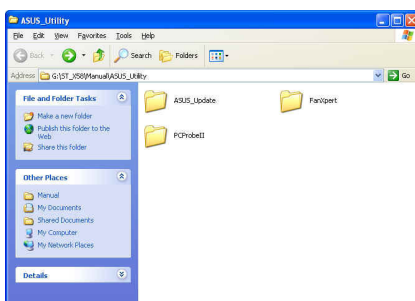 ASUS_Utility
File Edit View Favorites Tools Help
Back Search Folders
Address G:\ST_X58\Manual\ASUS_Utility Go
File and Folder Tasks
Make a new folder
Publish this folder to the
Web
Share this folder
Other Places
Manual
My Documents
Shared Documents
My Computer
My Network Places
Details
ASUS_Update
FanXpert
PCProbeII